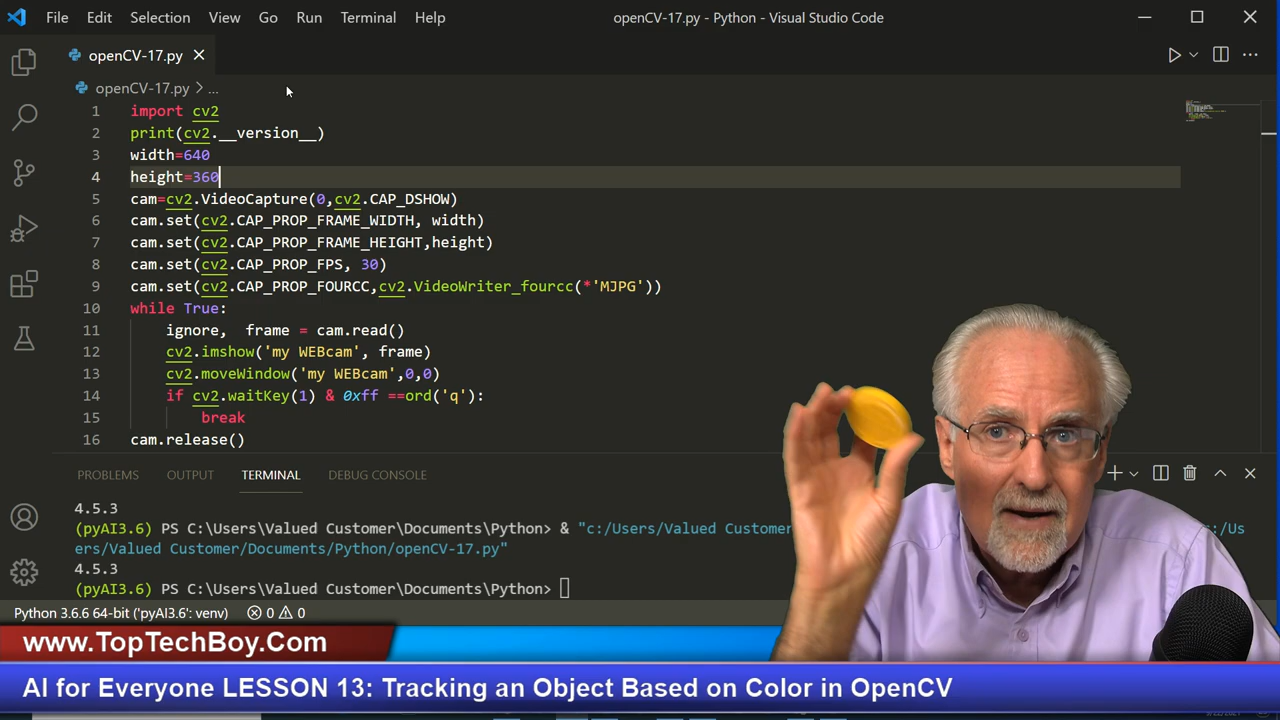 File Edit Selection View Go Run Terminal Help
openCV-17.py - Python - Visual Studio Code
openCV-17.py
openCV-17.py > ...
1 import cv2
2 print(cv2.__version__)
3 width=640
4 height=360
5 cam=cv2.VideoCapture(0,cv2.CAP_DSHOW)
6 cam.set(cv2.CAP_PROP_FRAME_WIDTH, width)
7 cam.set(cv2.CAP_PROP_FRAME_HEIGHT,height)
8 cam.set(cv2.CAP_PROP_FPS, 30)
9 cam.set(cv2.CAP_PROP_FOURCC,cv2.VideoWriter_fourcc(*'MJPG'))
10 while True:
11 ignore,  frame = cam.read()
12 cv2.imshow('my WEBcam', frame)
13 cv2.moveWindow('my WEBcam',0,0)
14 if cv2.waitKey(1) & 0xff ==ord('q'):
15 break
16 cam.release()
PROBLEMS OUTPUT TERMINAL DEBUG CONSOLE
4.5.3
(pyAI3.6) PS C:\Users\Valued Customer\Documents\Python> & "c:/Users/Valued Customer :/Us
ers/Valued Customer/Documents/Python/openCV-17.py"
4.5.3
(pyAI3.6) PS C:\Users\Valued Customer\Documents\Python>
Python 3.6.6 64-bit ('pyAI3.6': venv) 0 0
www.TopTechBoy.Com
AI for Everyone LESSON 13: Tracking an Object Based on Color in OpenCV